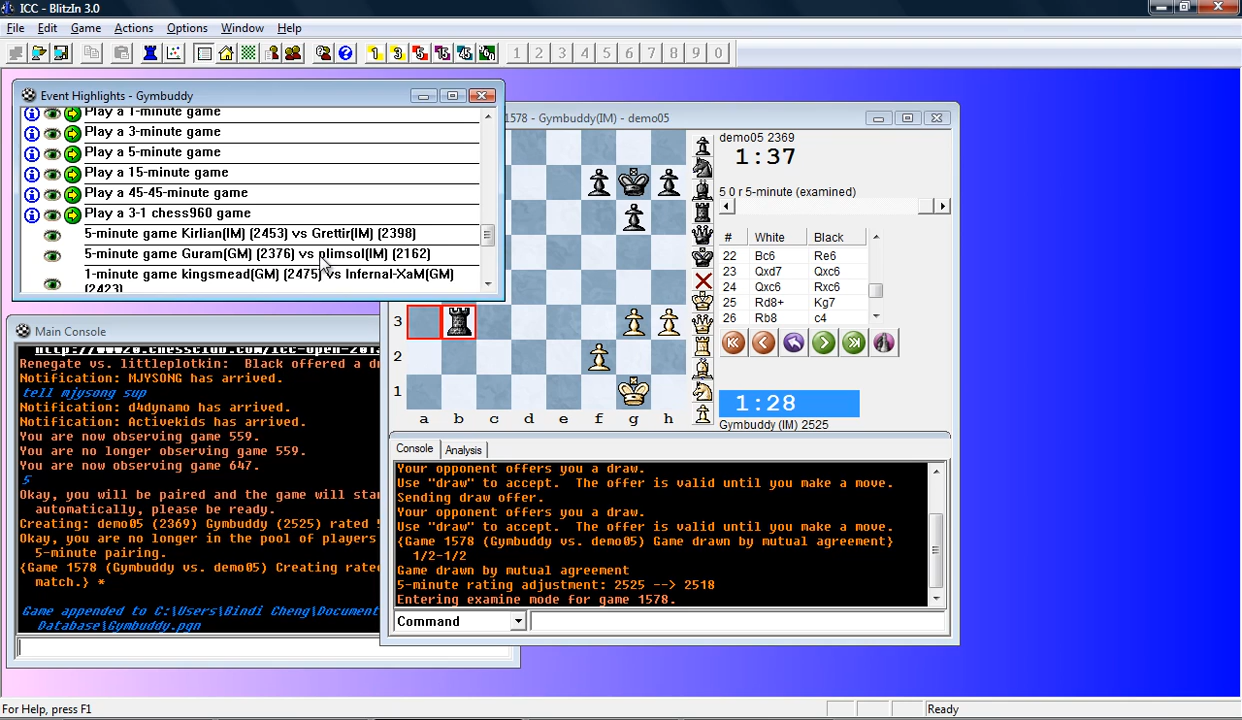 ICC - BlitzIn 3.0
File Edit Game Actions Options Window Help
1 3 5 15 45 1 2 3 4 5 6 7 8 9 0
Event Highlights - Gymbuddy
Play a 1-minute game
Play a 3-minute game
Play a 5-minute game
Play a 15-minute game
Play a 45-45-minute game
Play a 3-1 chess960 game
5-minute game Kirlian(IM) (2453) vs Grettir(IM) (2398)
5-minute game Guram(GM) (2376) vs plimsol(IM) (2162)
1-minute game kingsmead(GM) (2475) vs Infernal-XaM(GM)
(2423)
1578 - Gymbuddy(IM) - demo05
demo05 2369
1:37
5 0 r 5-minute (examined)
# White Black
22 Bc6 Re6
23 Qxd7 Qxc6
24 Qxc6 Rxc6
25 Rd8+ Kg7
26 Rb8 c4
3
2
1
a b c d e f g h
1:28
Gymbuddy (IM) 2525
Main Console
Renegate vs. littleplotkin: Black offered a d
Notification: MJYSONG has arrived.
tell mjysong sup
Notification: d4dynamo has arrived.
Notification: Activekids has arrived.
You are now observing game 559.
You are no longer observing game 559.
You are now observing game 647.
5
Okay, you will be paired and the game will star
automatically, please be ready.
Creating: demo05 (2369) Gymbuddy (2525) rated 5
Okay, you are no longer in the pool of players
5-minute pairing.
{Game 1578 (Gymbuddy vs. demo05) Creating rated
match.} *
Game appended to C:\Users\Bindi Cheng\Document
Database\Gymbuddy.pgn
Console Analysis
Your opponent offers you a draw.
Use "draw" to accept. The offer is valid until you make a move.
Sending draw offer.
Your opponent offers you a draw.
Use "draw" to accept. The offer is valid until you make a move.
{Game 1578 (Gymbuddy vs. demo05) Game drawn by mutual agreement}
1/2-1/2
Game drawn by mutual agreement
5-minute rating adjustment: 2525 --> 2518
Entering examine mode for game 1578.
Command
For Help, press F1
Ready